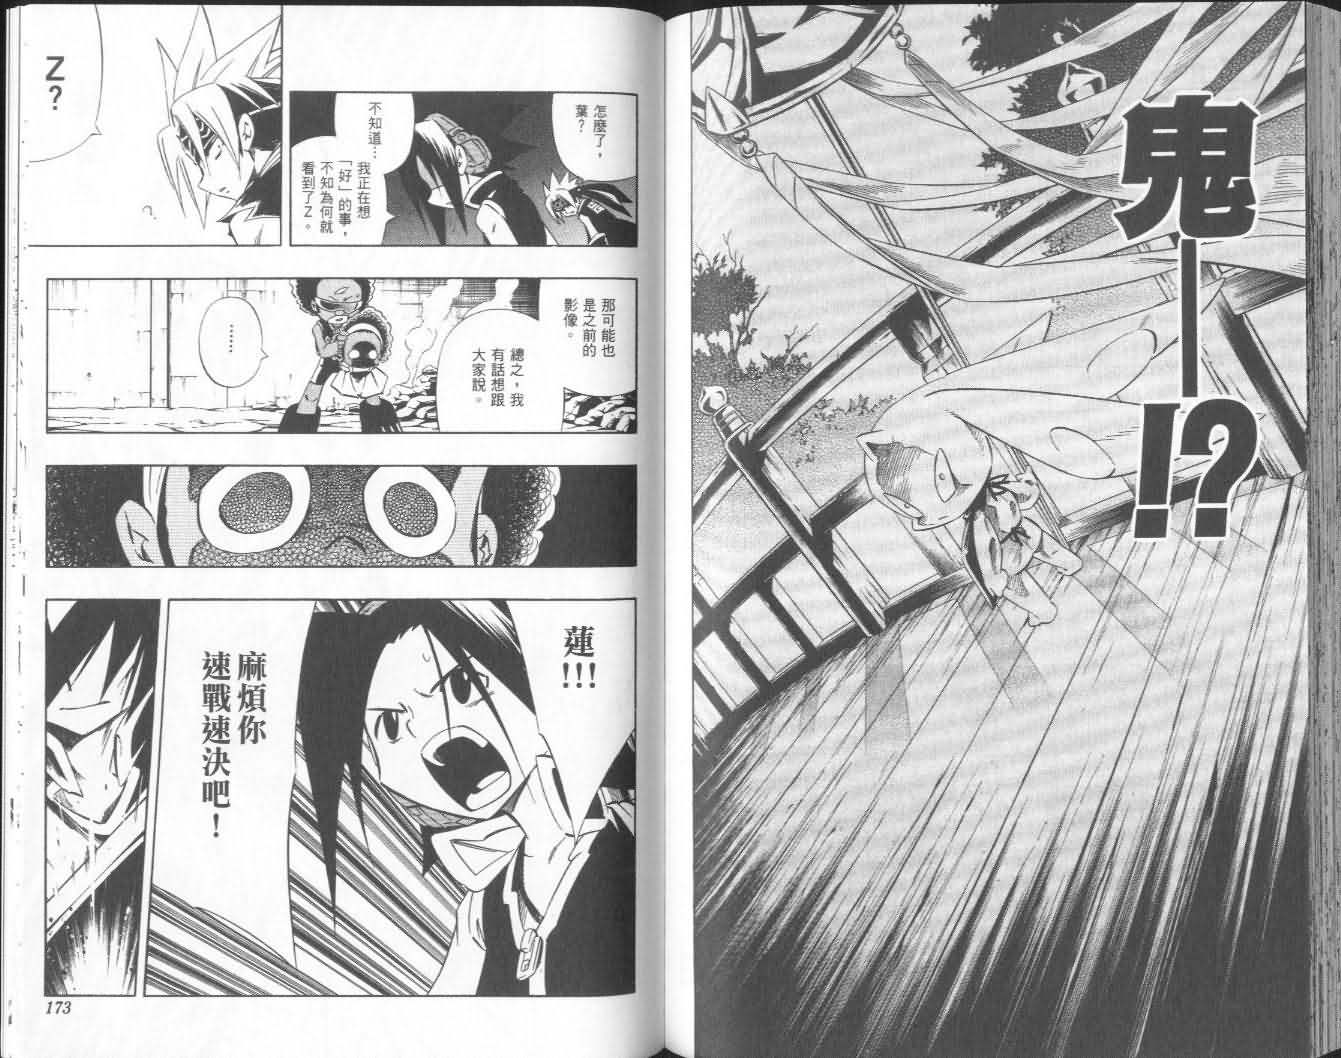 鬼—!?
怎麼了，
葉？
不知道…
我正在想
「好」的事，
不知為何就
看到了Z。
Z？
那可能也
是之前的
影像。
總之，我
有話想跟
大家說。
……
蓮!!!
麻煩你
速戰速決吧！
173